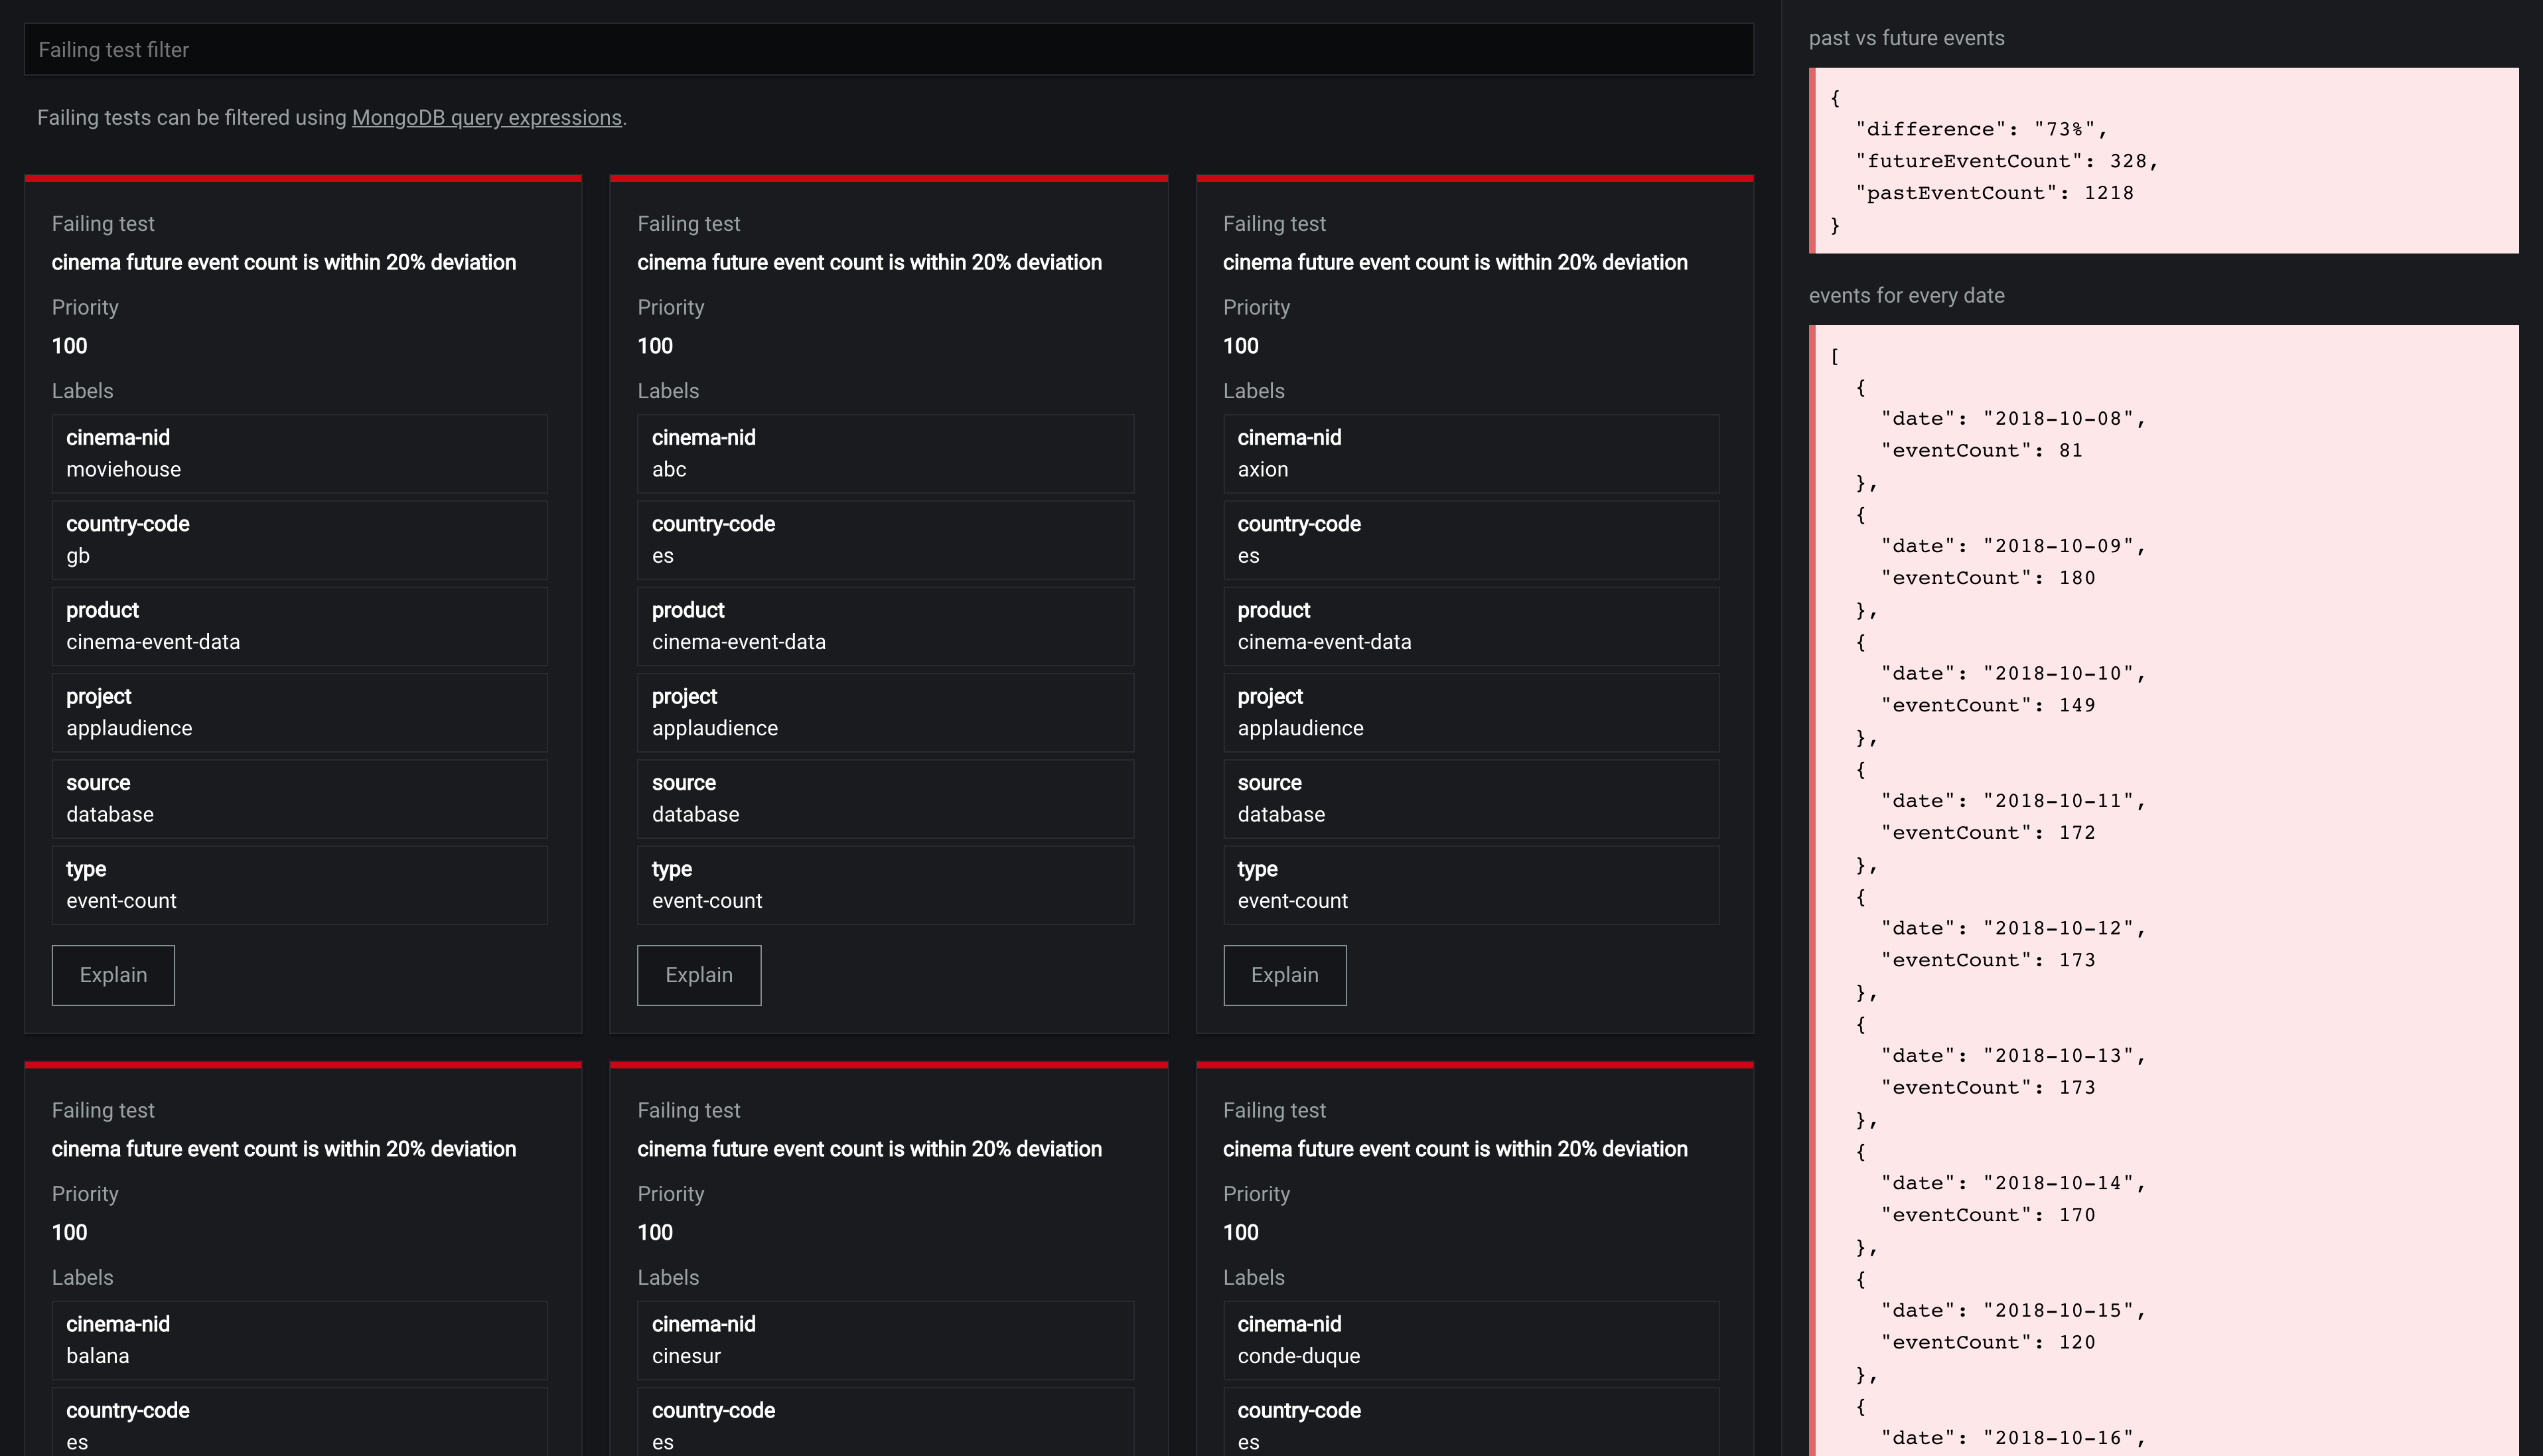 Failing test filter
Failing tests can be filtered using MongoDB query expressions.
Failing test
cinema future event count is within 20% deviation
Priority
100
Labels
cinema-nid
moviehouse
country-code
gb
product
cinema-event-data
project
applaudience
source
database
type
event-count
Explain
Failing test
cinema future event count is within 20% deviation
Priority
100
Labels
cinema-nid
abc
country-code
es
product
cinema-event-data
project
applaudience
source
database
type
event-count
Explain
Failing test
cinema future event count is within 20% deviation
Priority
100
Labels
cinema-nid
axion
country-code
es
product
cinema-event-data
project
applaudience
source
database
type
event-count
Explain
Failing test
cinema future event count is within 20% deviation
Priority
100
Labels
cinema-nid
balana
country-code
es
Failing test
cinema future event count is within 20% deviation
Priority
100
Labels
cinema-nid
cinesur
country-code
es
Failing test
cinema future event count is within 20% deviation
Priority
100
Labels
cinema-nid
conde-duque
country-code
es
past vs future events
{
"difference": "73%",
"futureEventCount": 328,
"pastEventCount": 1218
}
events for every date
[
{
"date": "2018-10-08",
"eventCount": 81
},
{
"date": "2018-10-09",
"eventCount": 180
},
{
"date": "2018-10-10",
"eventCount": 149
},
{
"date": "2018-10-11",
"eventCount": 172
},
{
"date": "2018-10-12",
"eventCount": 173
},
{
"date": "2018-10-13",
"eventCount": 173
},
{
"date": "2018-10-14",
"eventCount": 170
},
{
"date": "2018-10-15",
"eventCount": 120
},
{
"date": "2018-10-16",